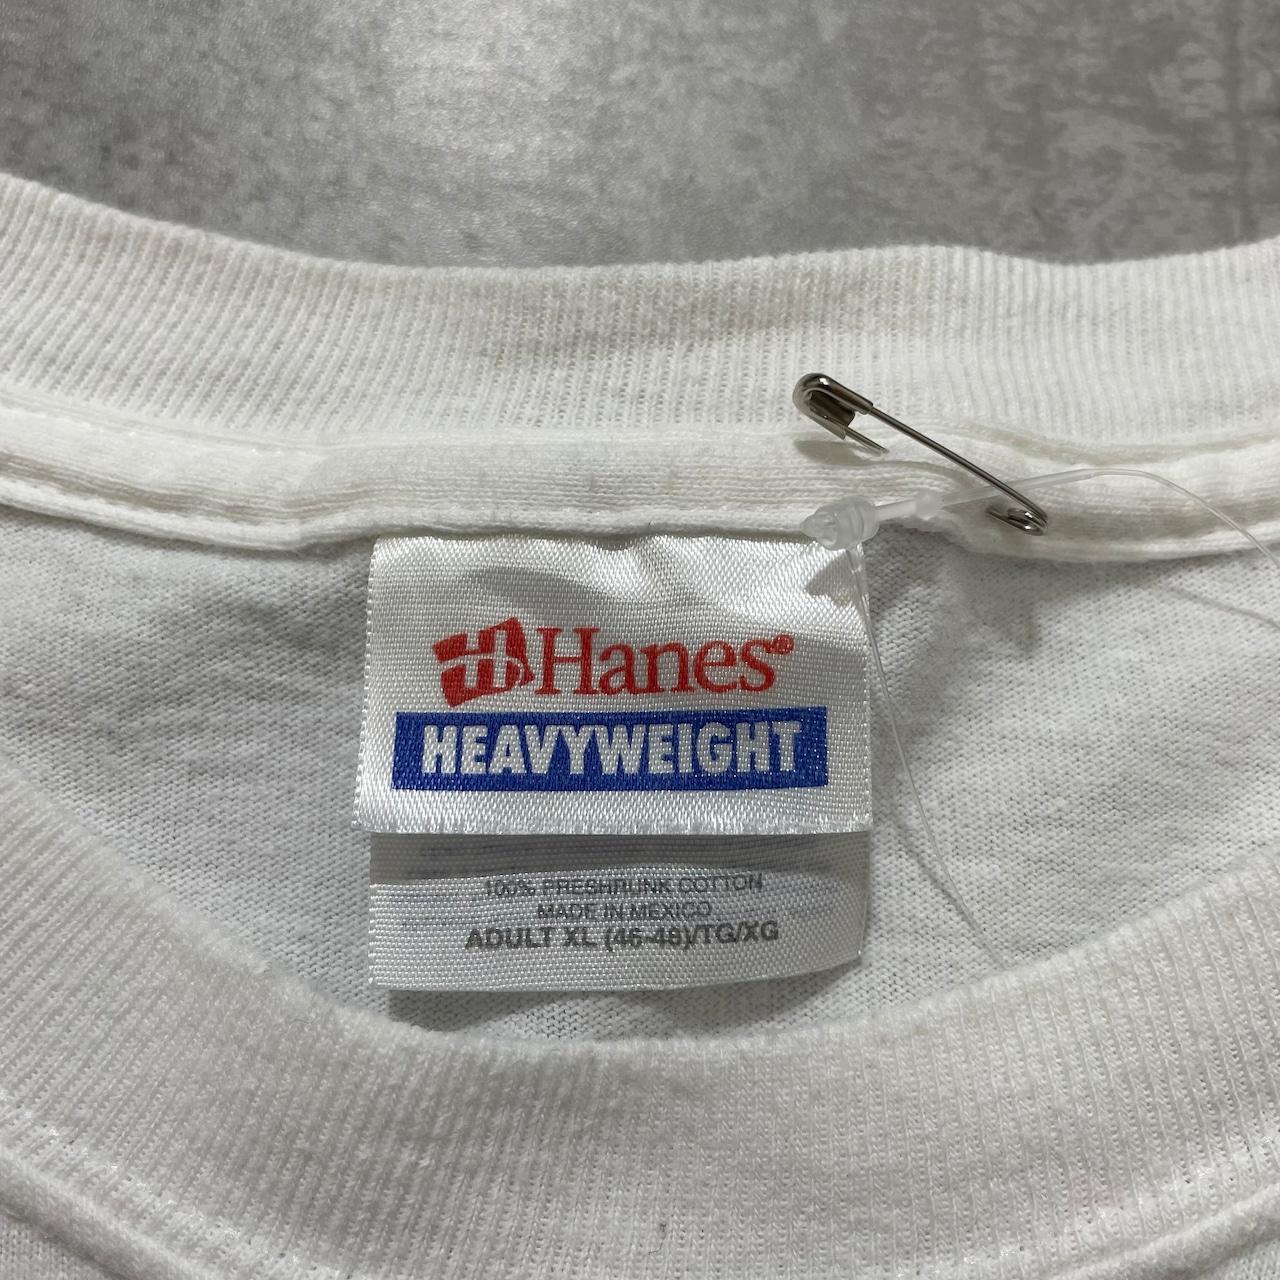 Hanes®
HEAVYWEIGHT
100% PRESHRUNK COTTON
MADE IN MEXICO
ADULT XL (46-48)/TG/XG